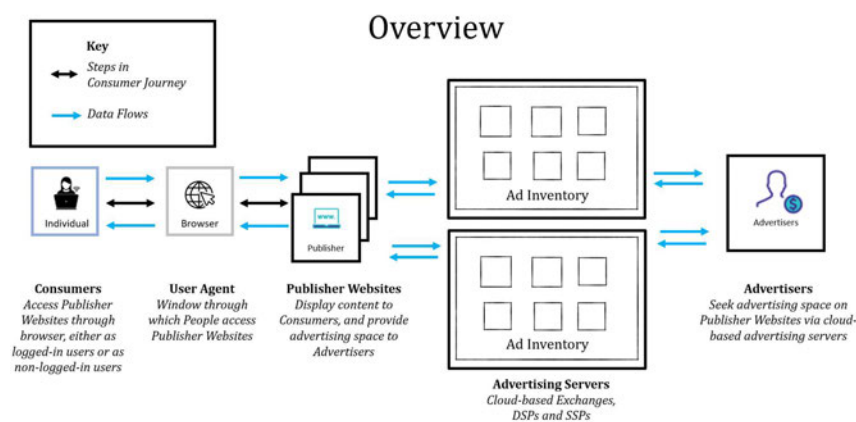 Overview
Key
Steps in
Consumer Journey
Data Flows
Individual
Browser
www.
Publisher
Ad Inventory
Ad Inventory
$
Advertisers
Consumers
Access Publisher
Websites through
browser, either as
logged-in users or as
non-logged-in users
User Agent
Window through
which People access
Publisher Websites
Publisher Websites
Display content to
Consumers, and provide
advertising space to
Advertisers
Advertising Servers
Cloud-based Exchanges,
DSPs and SSPs
Advertisers
Seek advertising space on
Publisher Websites via cloud-
based advertising servers